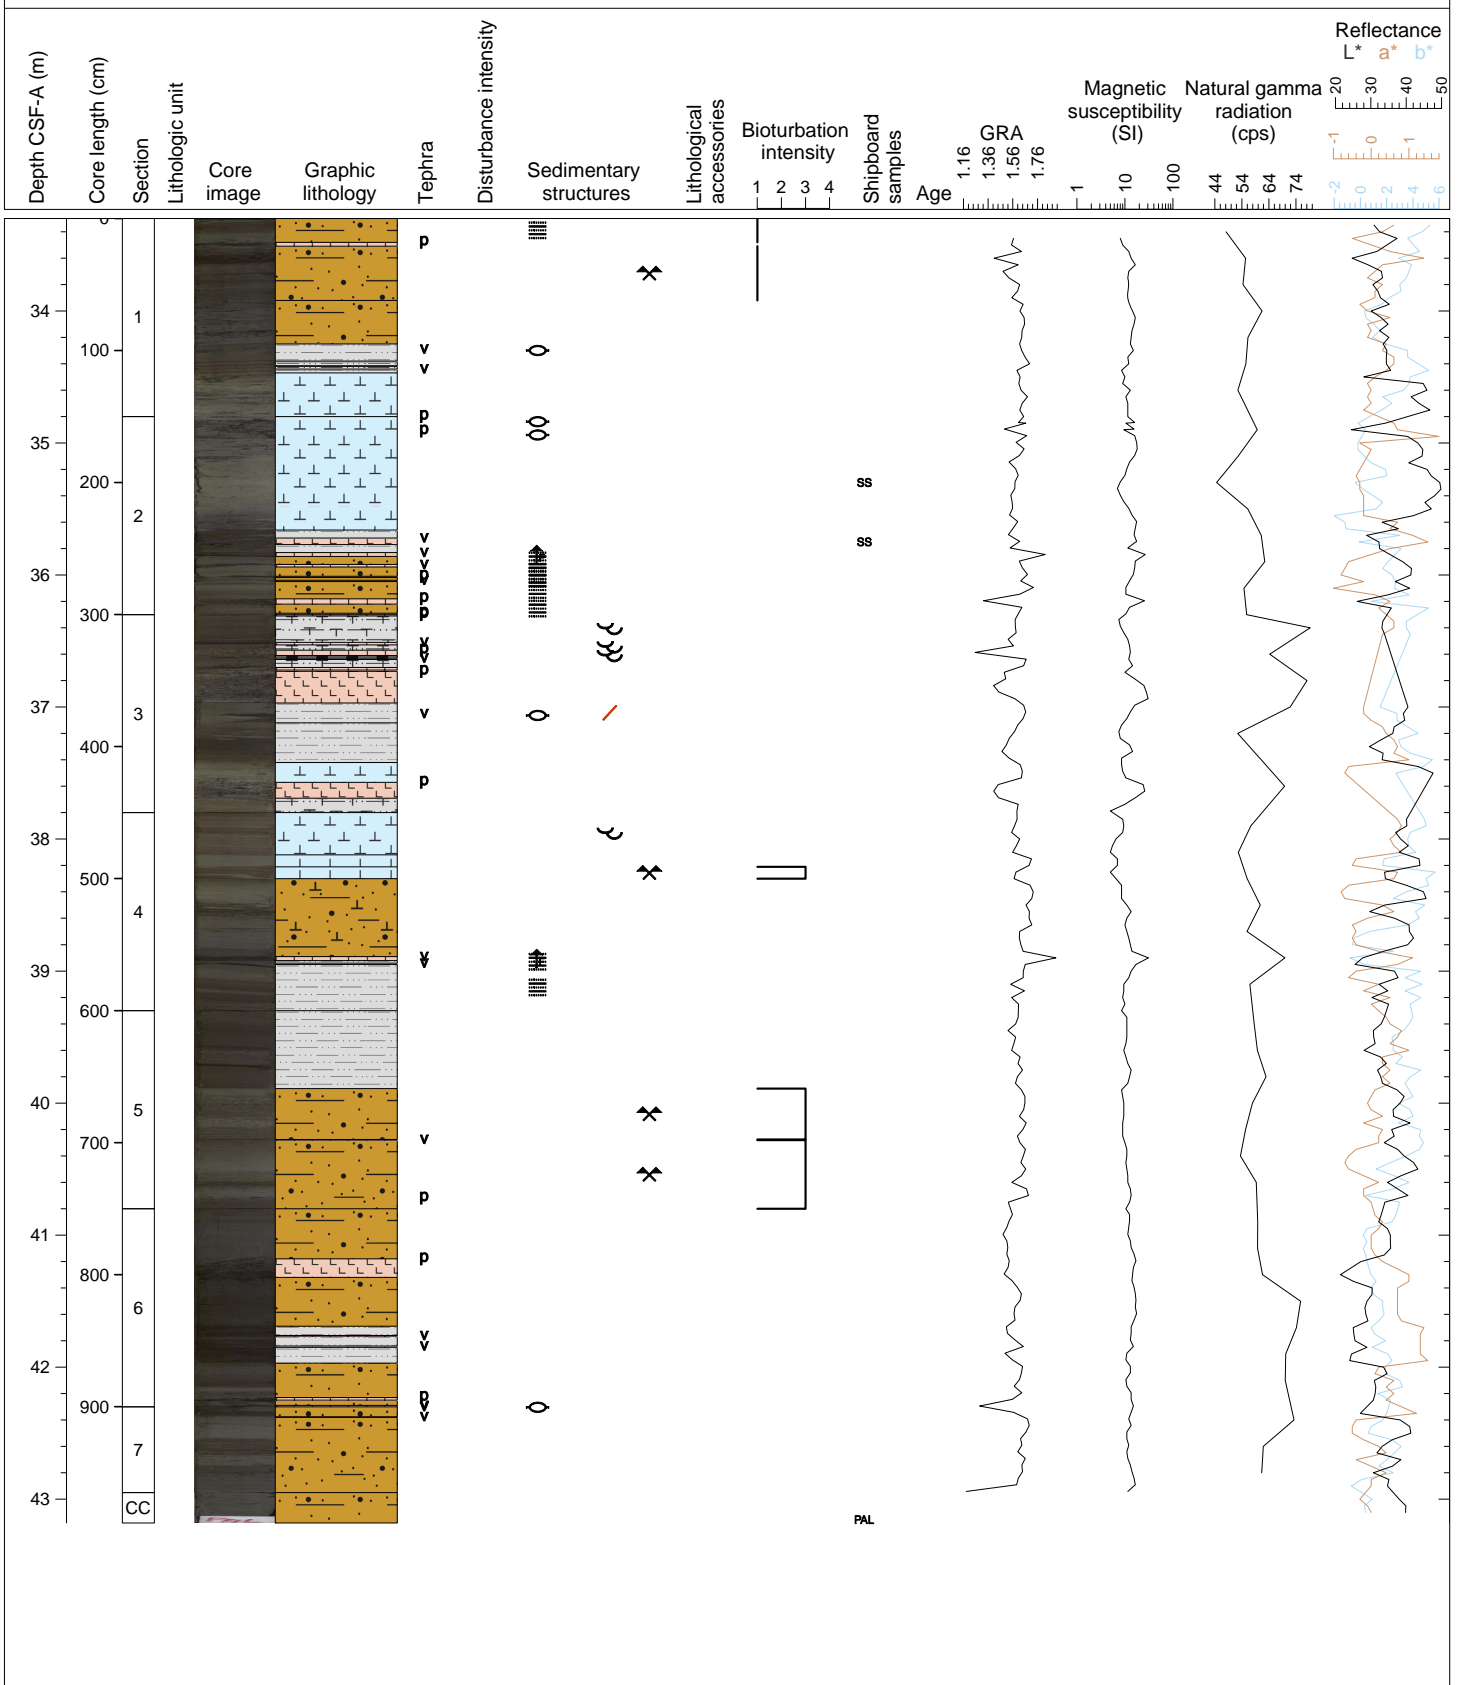 Depth CSF-A (m)
Core length (cm)
Section
Lithologic unit
Core
image
Graphic
lithology
Tephra
Disturbance intensity
Sedimentary
structures
Lithological
accessories
Bioturbation
intensity
1 2 3 4
Shipboard
samples
Age
GRA
1.16 1.36 1.56 1.76
Magnetic
susceptibility
(SI)
1 10 100
Natural gamma
radiation
(cps)
44 54 64 74
Reflectance
L* a* b*
20 30 40 50
-1 0 1
-2 0 2 4 6
0
p
34
1
100
v
v
p
p
35
200
ss
2
v
ss
v
v
p
v
36
p
300
p
v
p
v
p
37
3
v
400
p
38
500
4
v
v
39
600
40
5
700
v
p
41
p
800
6
v
v
42
p
v
900
v
7
43
CC
PAL